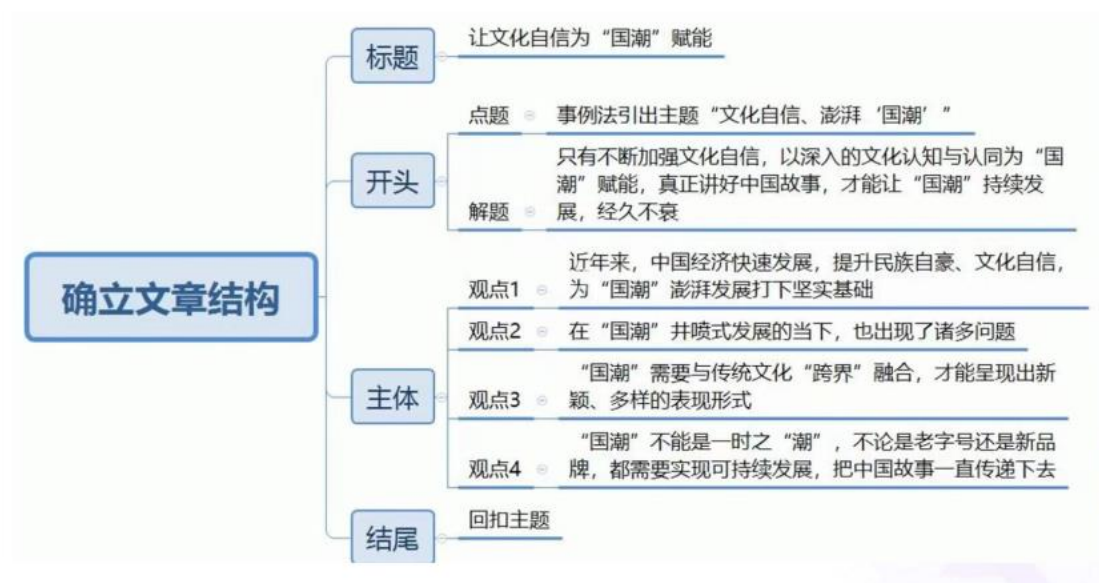 确立文章结构
标题
让文化自信为“国潮”赋能
开头
点题
事例法引出主题“文化自信、澎湃‘国潮’”
解题
只有不断加强文化自信，以深入的文化认知与认同为“国
潮”赋能，真正讲好中国故事，才能让“国潮”持续发
展，经久不衰
主体
观点1
近年来，中国经济快速发展，提升民族自豪、文化自信，
为“国潮”澎湃发展打下坚实基础
观点2
在“国潮”井喷式发展的当下，也出现了诸多问题
观点3
“国潮”需要与传统文化“跨界”融合，才能呈现出新
颖、多样的表现形式
观点4
“国潮”不能是一时之“潮”，不论是老字号还是新品
牌，都需要实现可持续发展，把中国故事一直传递下去
结尾
回扣主题